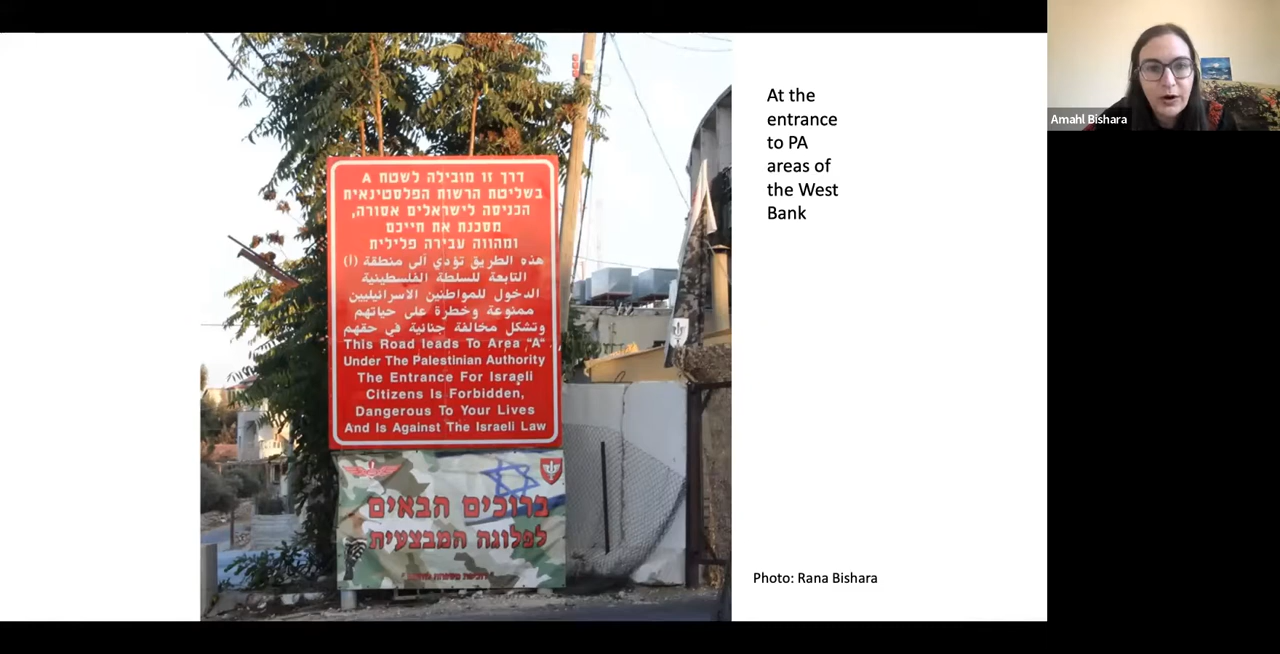 דרך זו מובילה לשטח A
בשליטת הרשות הפלסטינאית
הכניסה לישראלים אסורה,
מסכנת את חייכם
ומהווה עבירה פלילית
هذه الطريق تؤدي ألى منطقة (أ)
التابعة للسلطة الفلسطينية
الدخول للمواطنين الاسرائيليين
ممنوعة وخطرة على حياتهم
وتشكل مخالفة جنائية في حقهم
This Road leads To Area "A"
Under The Palestinian Authority
The Entrance For Israeli
Citizens Is Forbidden,
Dangerous To Your Lives
And Is Against The Israeli Law
ברוכים הבאים
לפלוגה המבצעית
At the
entrance
to PA
areas of
the West
Bank
Photo: Rana Bishara
Amahl Bishara